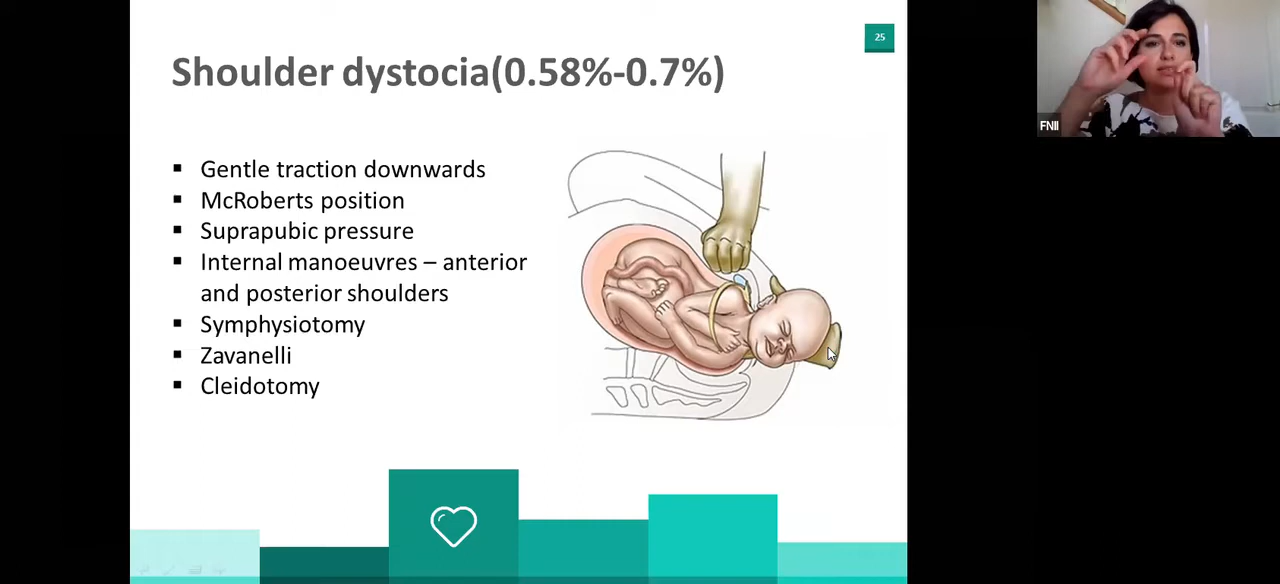 25
Shoulder dystocia(0.58%-0.7%)
▪ Gentle traction downwards
▪ McRoberts position
▪ Suprapubic pressure
▪ Internal manoeuvres – anterior
and posterior shoulders
▪ Symphysiotomy
▪ Zavanelli
▪ Cleidotomy
FNII